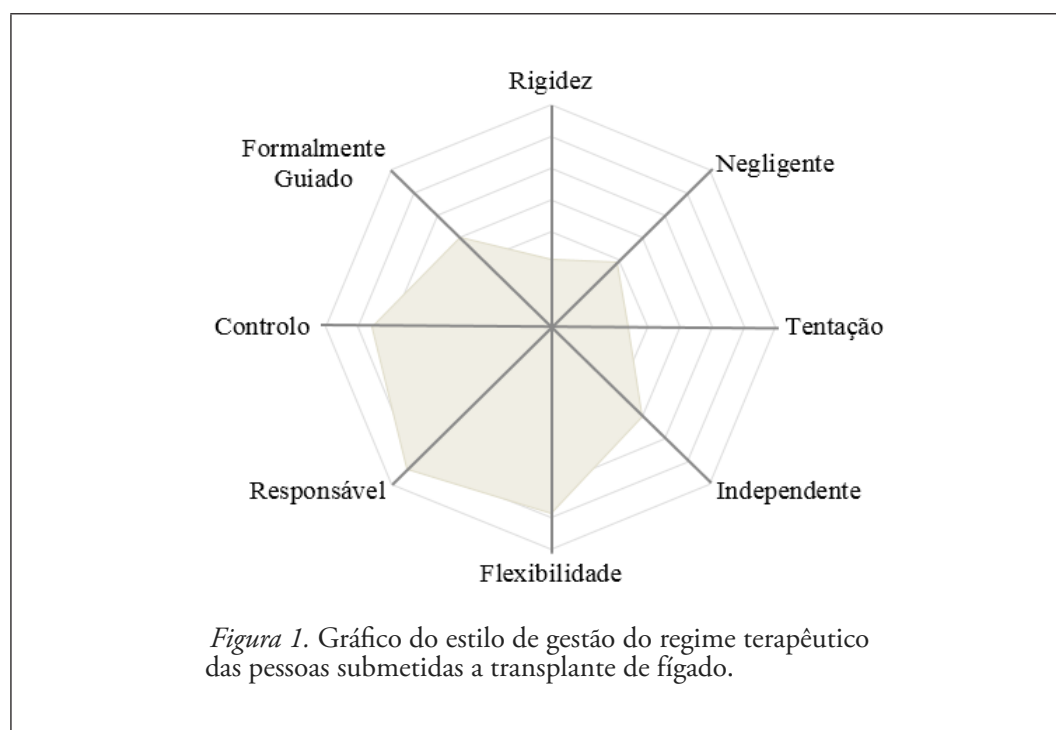 Rigidez
Formalmente
Guiado
Negligente
Controlo
Tentação
Responsável
Independente
Flexibilidade
Figura 1. Gráfico do estilo de gestão do regime terapêutico
das pessoas submetidas a transplante de fígado.